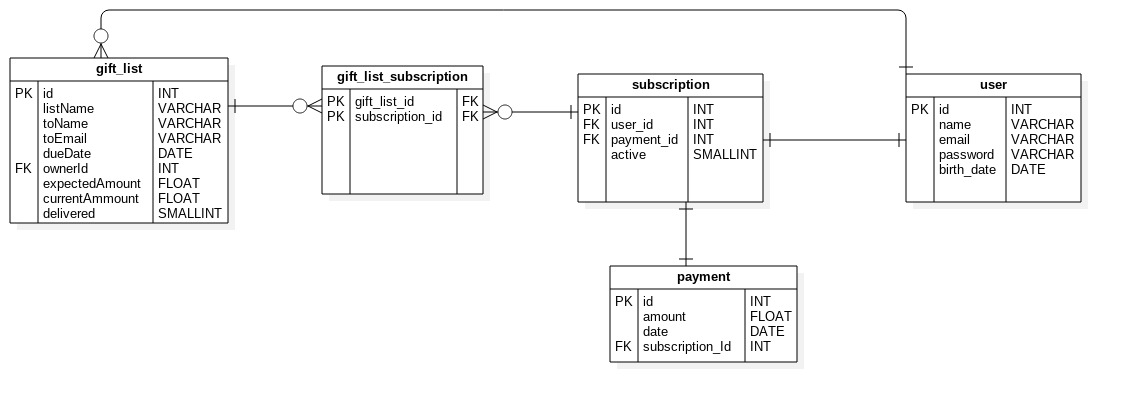 gift_list
PK id INT
listName VARCHAR
toName VARCHAR
toEmail VARCHAR
dueDate DATE
FK ownerId INT
expectedAmount FLOAT
currentAmmount FLOAT
delivered SMALLINT
gift_list_subscription
PK gift_list_id FK
PK subscription_id FK
subscription
PK id INT
FK user_id INT
FK payment_id INT
active SMALLINT
user
PK id INT
name VARCHAR
email VARCHAR
password VARCHAR
birth_date DATE
payment
PK id INT
amount FLOAT
date DATE
FK subscription_Id INT